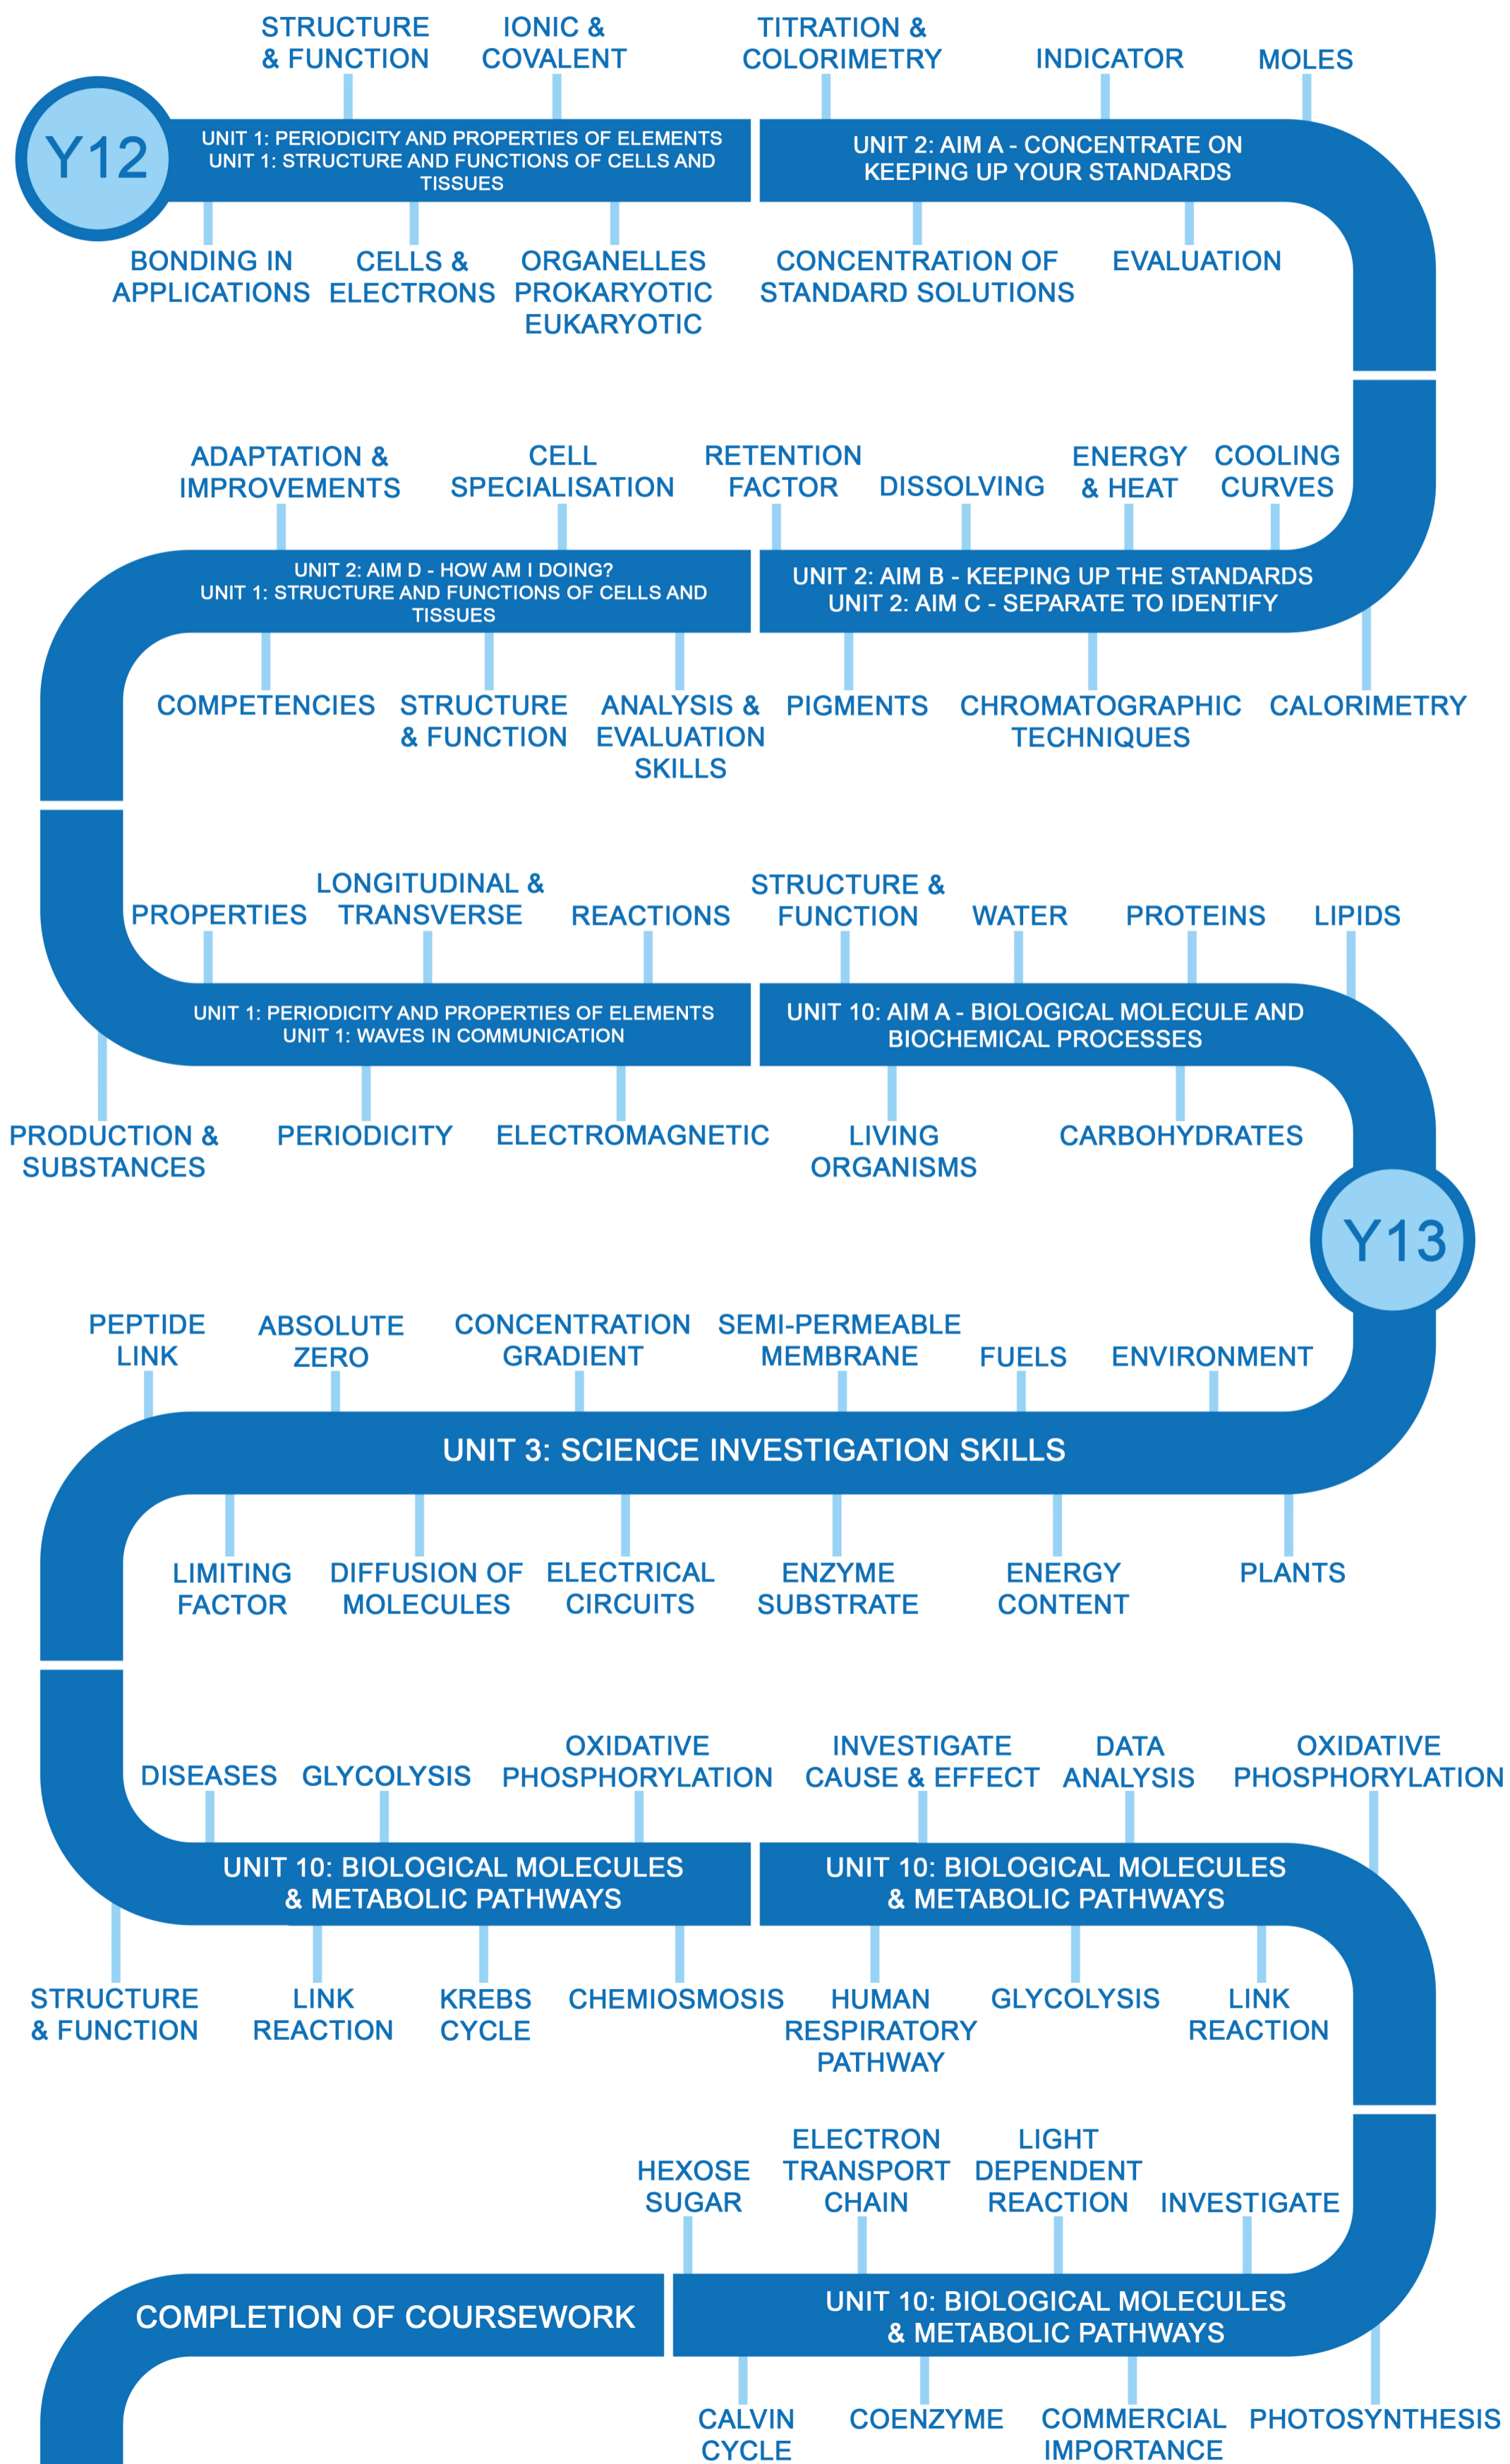 STRUCTURE
& FUNCTION
IONIC &
COVALENT
TITRATION &
COLORIMETRY
INDICATOR
MOLES
Y12
UNIT 1: PERIODICITY AND PROPERTIES OF ELEMENTS
UNIT 1: STRUCTURE AND FUNCTIONS OF CELLS AND
TISSUES
UNIT 2: AIM A - CONCENTRATE ON
KEEPING UP YOUR STANDARDS
BONDING IN
APPLICATIONS
CELLS &
ELECTRONS
ORGANELLES
PROKARYOTIC
EUKARYOTIC
CONCENTRATION OF
STANDARD SOLUTIONS
EVALUATION
ADAPTATION &
IMPROVEMENTS
CELL
SPECIALISATION
RETENTION
FACTOR
DISSOLVING
ENERGY
& HEAT
COOLING
CURVES
UNIT 2: AIM D - HOW AM I DOING?
UNIT 1: STRUCTURE AND FUNCTIONS OF CELLS AND
TISSUES
UNIT 2: AIM B - KEEPING UP THE STANDARDS
UNIT 2: AIM C - SEPARATE TO IDENTIFY
COMPETENCIES
STRUCTURE
& FUNCTION
ANALYSIS &
EVALUATION
SKILLS
PIGMENTS
CHROMATOGRAPHIC
TECHNIQUES
CALORIMETRY
PROPERTIES
LONGITUDINAL &
TRANSVERSE
REACTIONS
STRUCTURE &
FUNCTION
WATER
PROTEINS
LIPIDS
UNIT 1: PERIODICITY AND PROPERTIES OF ELEMENTS
UNIT 1: WAVES IN COMMUNICATION
UNIT 10: AIM A - BIOLOGICAL MOLECULE AND
BIOCHEMICAL PROCESSES
PRODUCTION &
SUBSTANCES
PERIODICITY
ELECTROMAGNETIC
LIVING
ORGANISMS
CARBOHYDRATES
Y13
PEPTIDE
LINK
ABSOLUTE
ZERO
CONCENTRATION
GRADIENT
SEMI-PERMEABLE
MEMBRANE
FUELS
ENVIRONMENT
UNIT 3: SCIENCE INVESTIGATION SKILLS
LIMITING
FACTOR
DIFFUSION OF
MOLECULES
ELECTRICAL
CIRCUITS
ENZYME
SUBSTRATE
ENERGY
CONTENT
PLANTS
DISEASES
GLYCOLYSIS
OXIDATIVE
PHOSPHORYLATION
INVESTIGATE
CAUSE & EFFECT
DATA
ANALYSIS
OXIDATIVE
PHOSPHORYLATION
UNIT 10: BIOLOGICAL MOLECULES
& METABOLIC PATHWAYS
UNIT 10: BIOLOGICAL MOLECULES
& METABOLIC PATHWAYS
STRUCTURE
& FUNCTION
LINK
REACTION
KREBS
CYCLE
CHEMIOSMOSIS
HUMAN
RESPIRATORY
PATHWAY
GLYCOLYSIS
LINK
REACTION
HEXOSE
SUGAR
ELECTRON
TRANSPORT
CHAIN
LIGHT
DEPENDENT
REACTION
INVESTIGATE
COMPLETION OF COURSEWORK
UNIT 10: BIOLOGICAL MOLECULES
& METABOLIC PATHWAYS
CALVIN
CYCLE
COENZYME
COMMERCIAL
IMPORTANCE
PHOTOSYNTHESIS